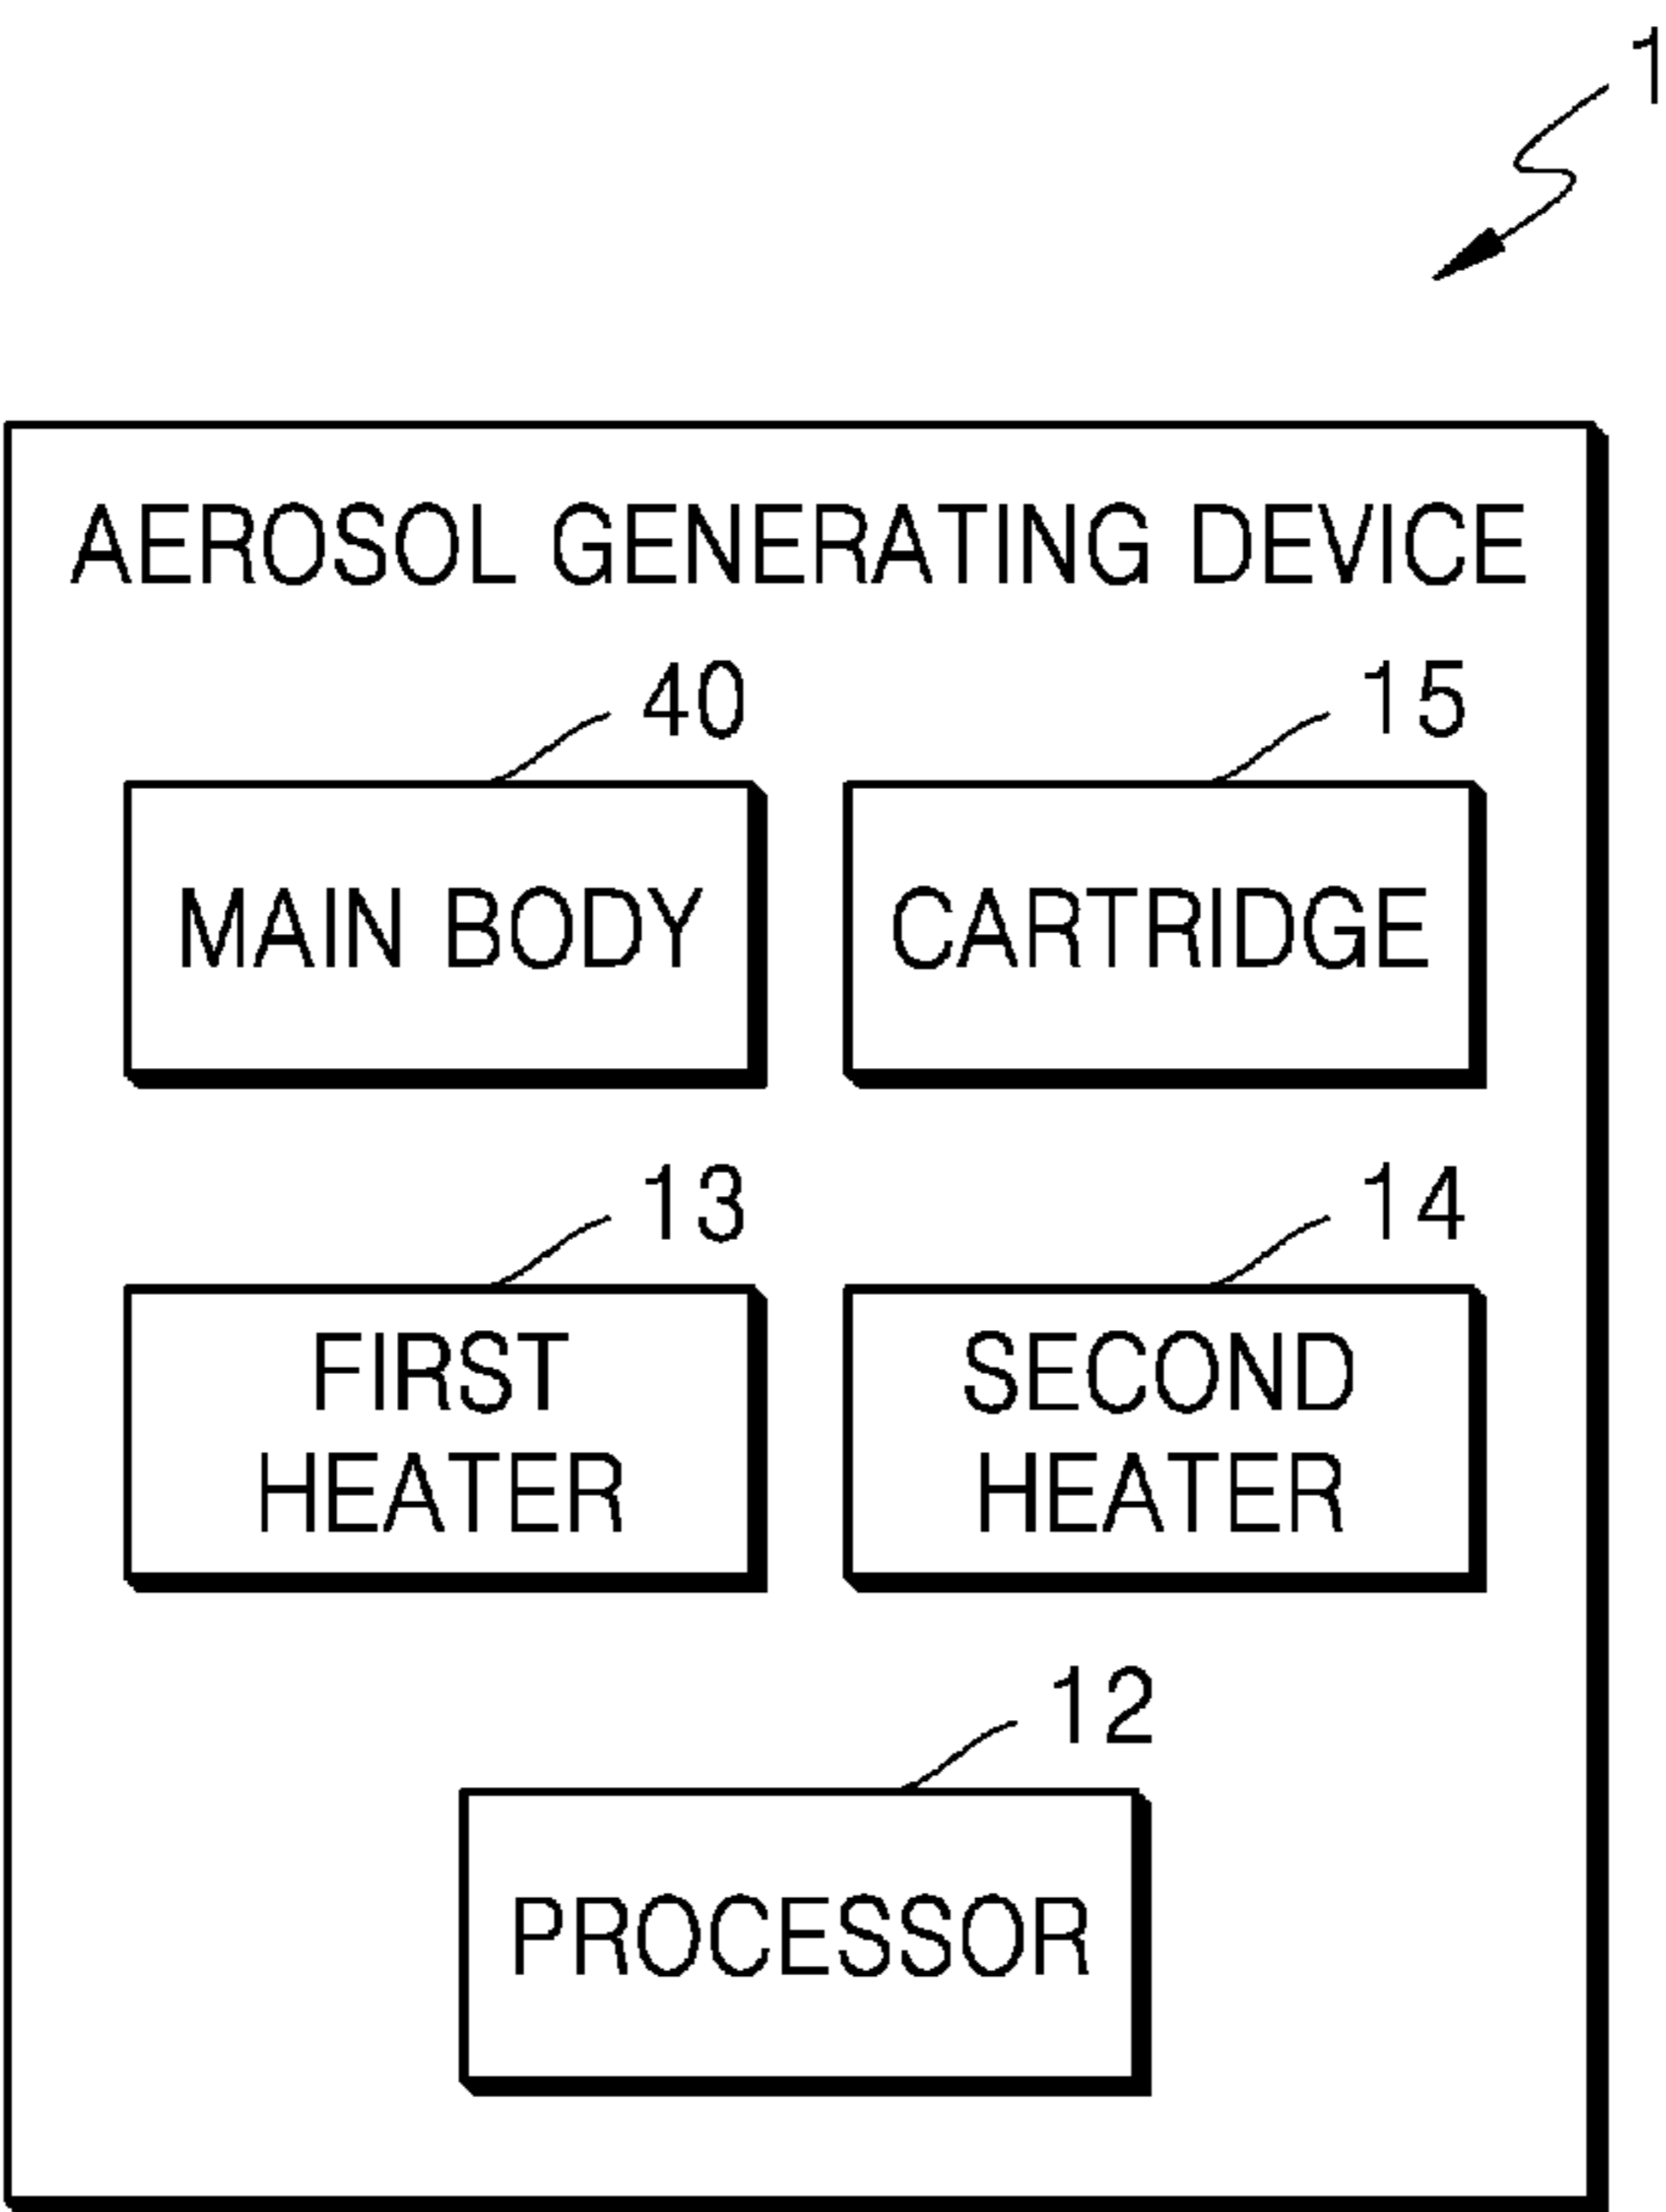 1
AEROSOL GENERATING DEVICE
40
15
MAIN BODY
CARTRIDGE
13
14
FIRST
HEATER
SECOND
HEATER
12
PROCESSOR